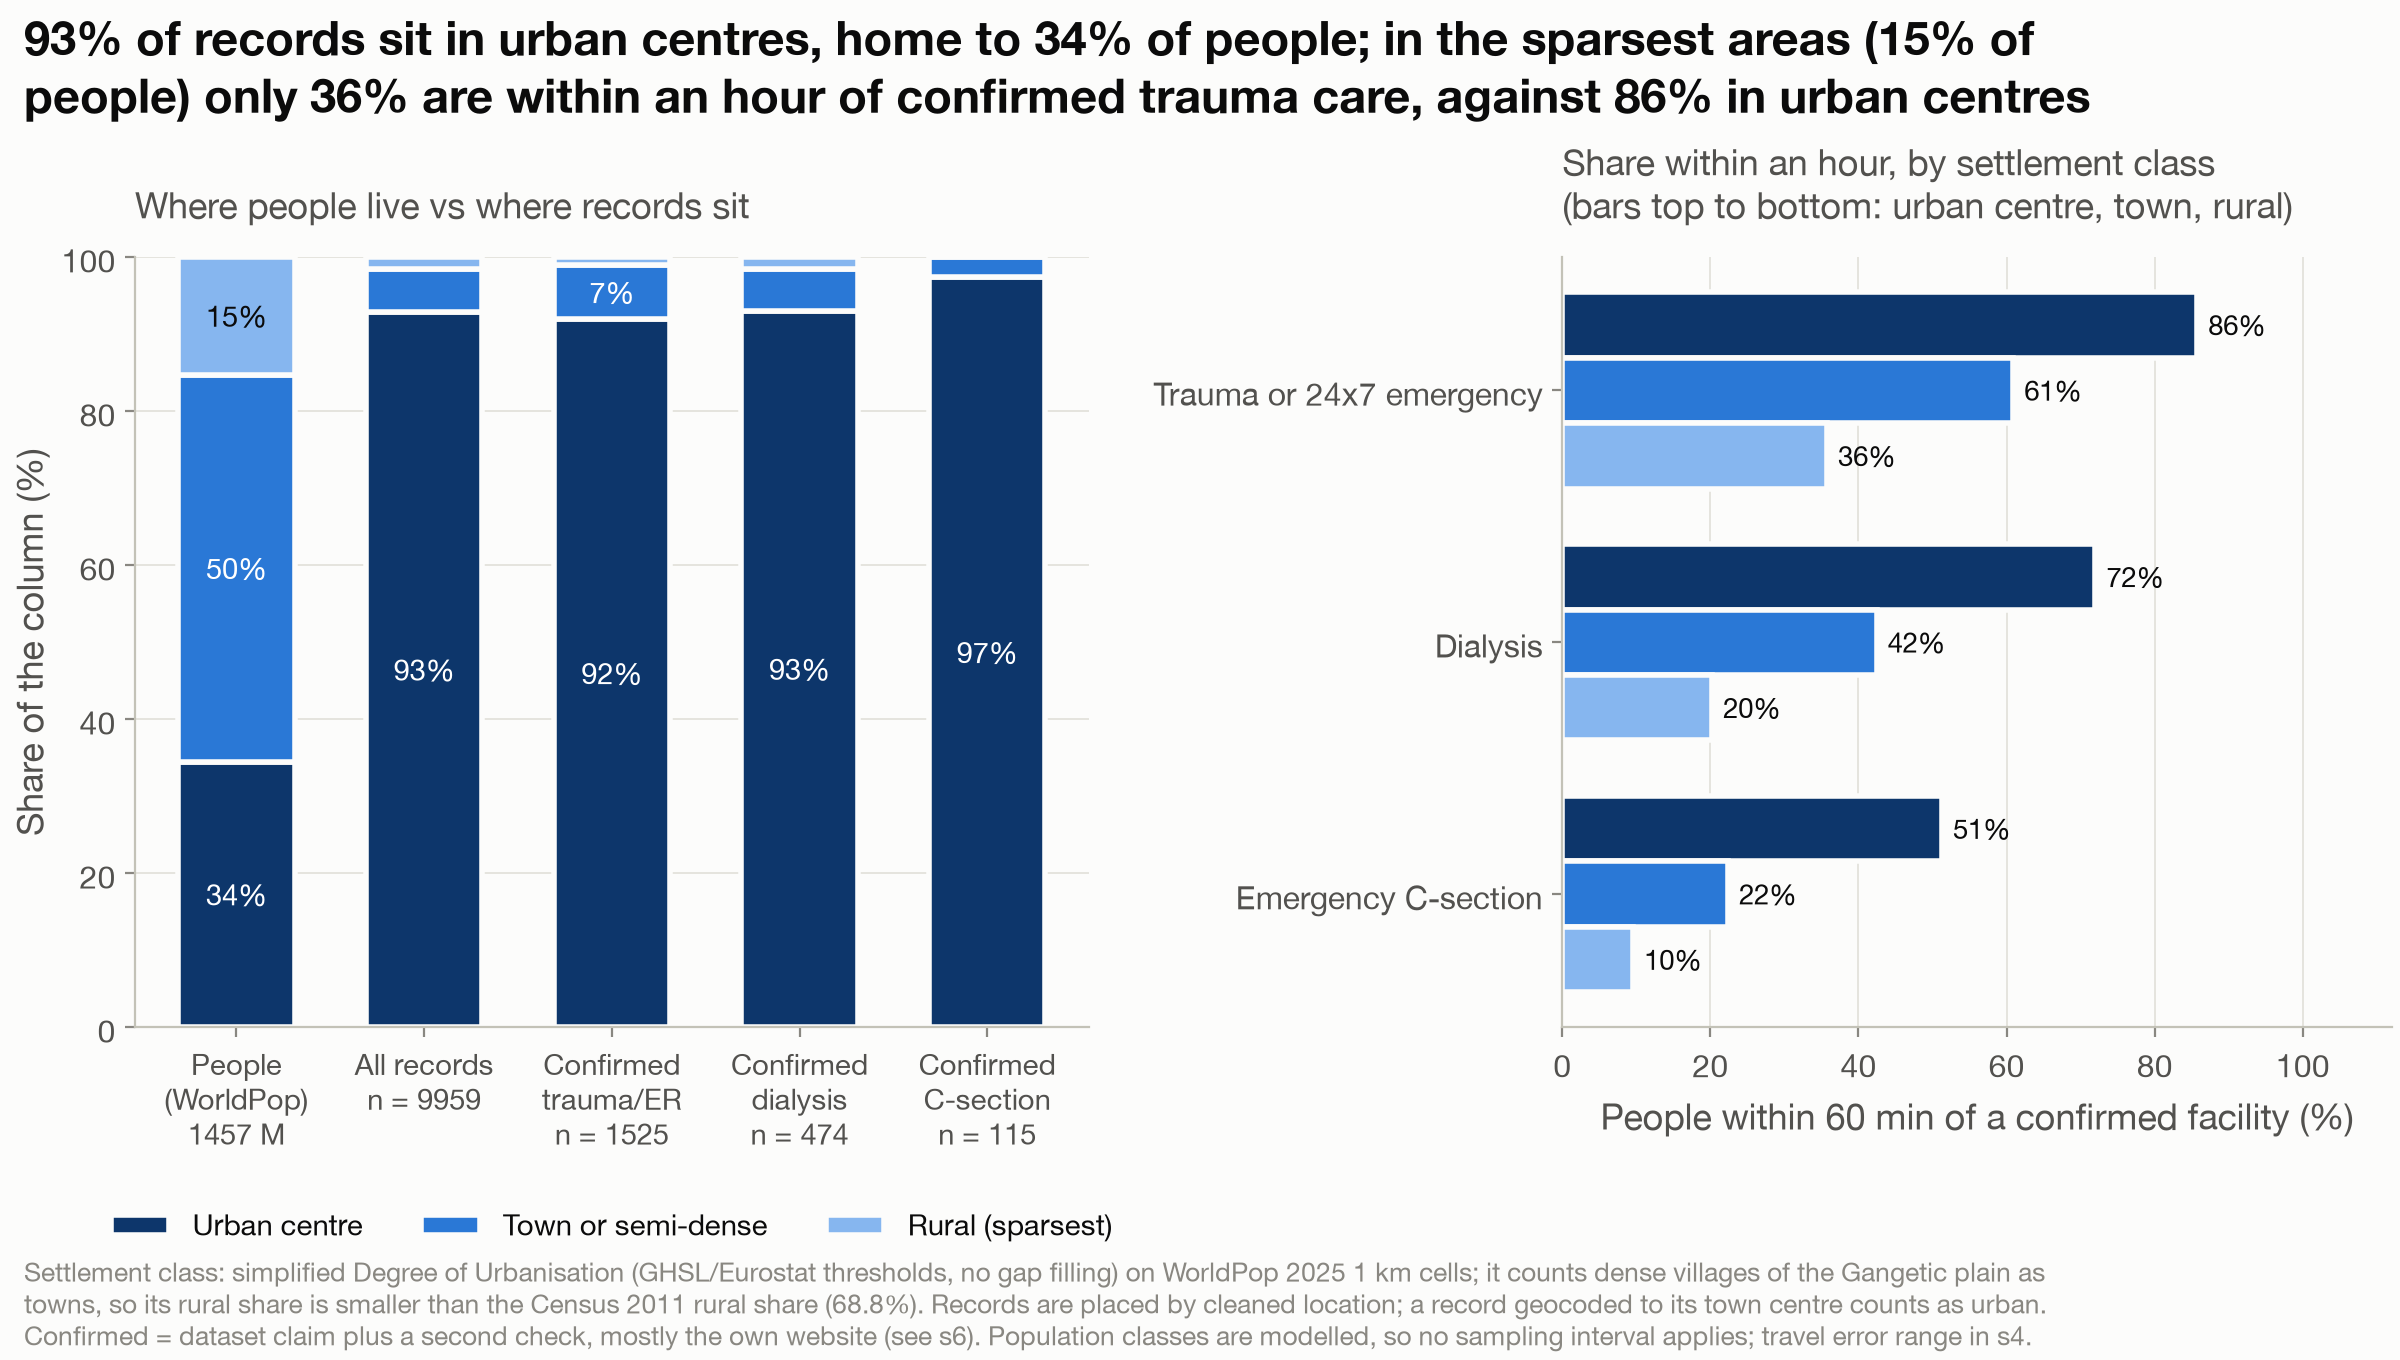 93% of records sit in urban centres, home to 34% of people; in the sparsest areas (15% of
people) only 36% are within an hour of confirmed trauma care, against 86% in urban centres
Where people live vs where records sit
Share of the column (%)
100
80
60
40
20
0
15%
50%
34%
93%
7%
92%
93%
97%
People
(WorldPop)
1457 M
All records
n = 9959
Confirmed
trauma/ER
n = 1525
Confirmed
dialysis
n = 474
Confirmed
C-section
n = 115
Share within an hour, by settlement class
(bars top to bottom: urban centre, town, rural)
Trauma or 24x7 emergency
86%
61%
36%
Dialysis
72%
42%
20%
Emergency C-section
51%
22%
10%
0 20 40 60 80 100
People within 60 min of a confirmed facility (%)
Urban centre Town or semi-dense Rural (sparsest)
Settlement class: simplified Degree of Urbanisation (GHSL/Eurostat thresholds, no gap filling) on WorldPop 2025 1 km cells; it counts dense villages of the Gangetic plain as
towns, so its rural share is smaller than the Census 2011 rural share (68.8%). Records are placed by cleaned location; a record geocoded to its town centre counts as urban.
Confirmed = dataset claim plus a second check, mostly the own website (see s6). Population classes are modelled, so no sampling interval applies; travel error range in s4.